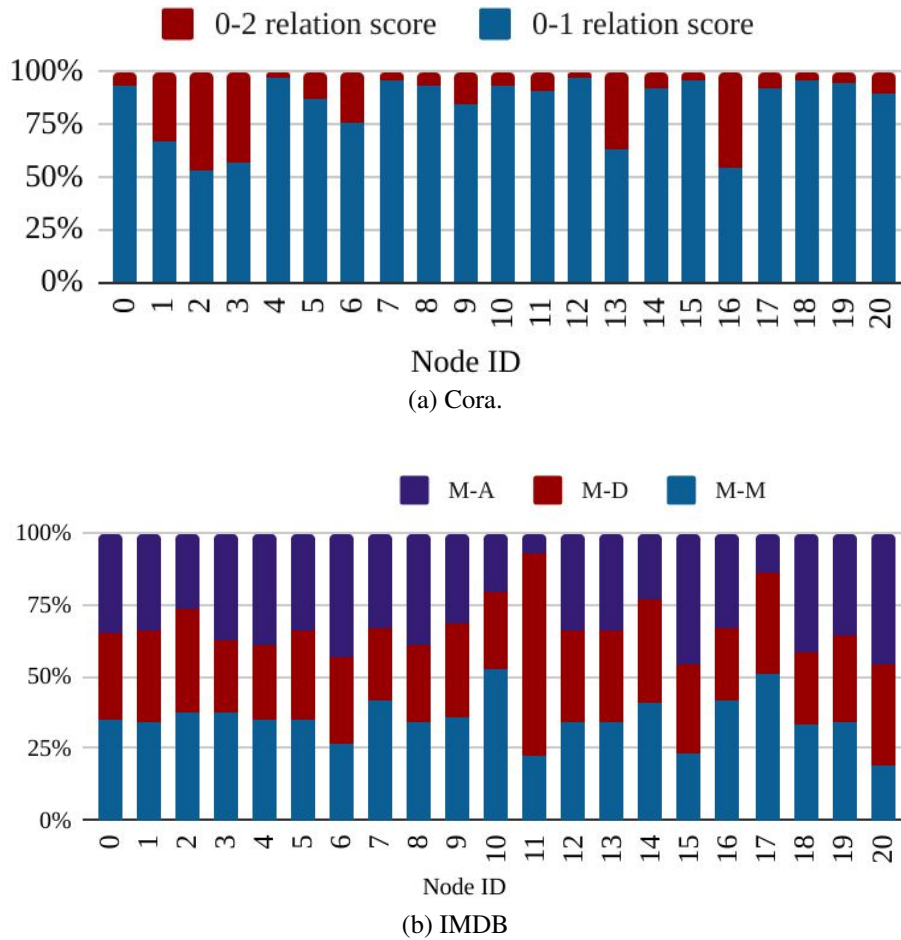 0-2 relation score 0-1 relation score
100%
75%
50%
25%
0%
0 1 2 3 4 5 6 7 8 9 10 11 12 13 14 15 16 17 18 19 20
Node ID
(a) Cora.
M-A M-D M-M
100%
75%
50%
25%
0%
0 1 2 3 4 5 6 7 8 9 10 11 12 13 14 15 16 17 18 19 20
Node ID
(b) IMDB